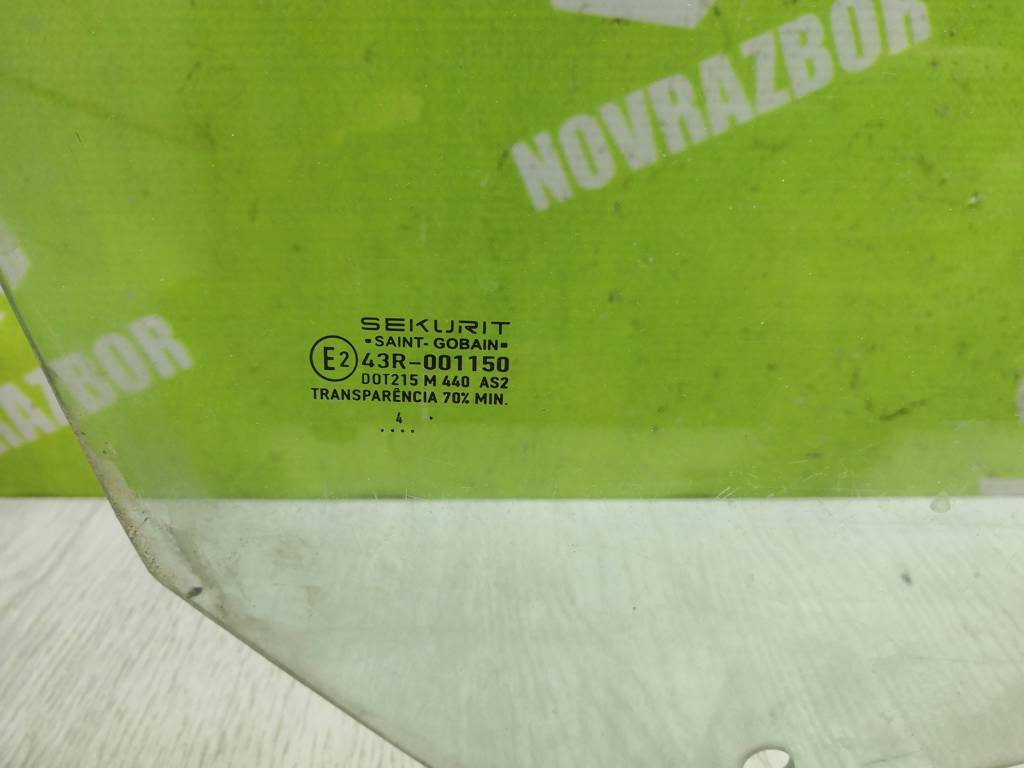 NOVRAZBOR
RAZBOR
SEKURIT
SAINT-GOBAIN
E2 43R-001150
DOT215 M 440 AS2
TRANSPARÊNCIA 70% MIN.
4